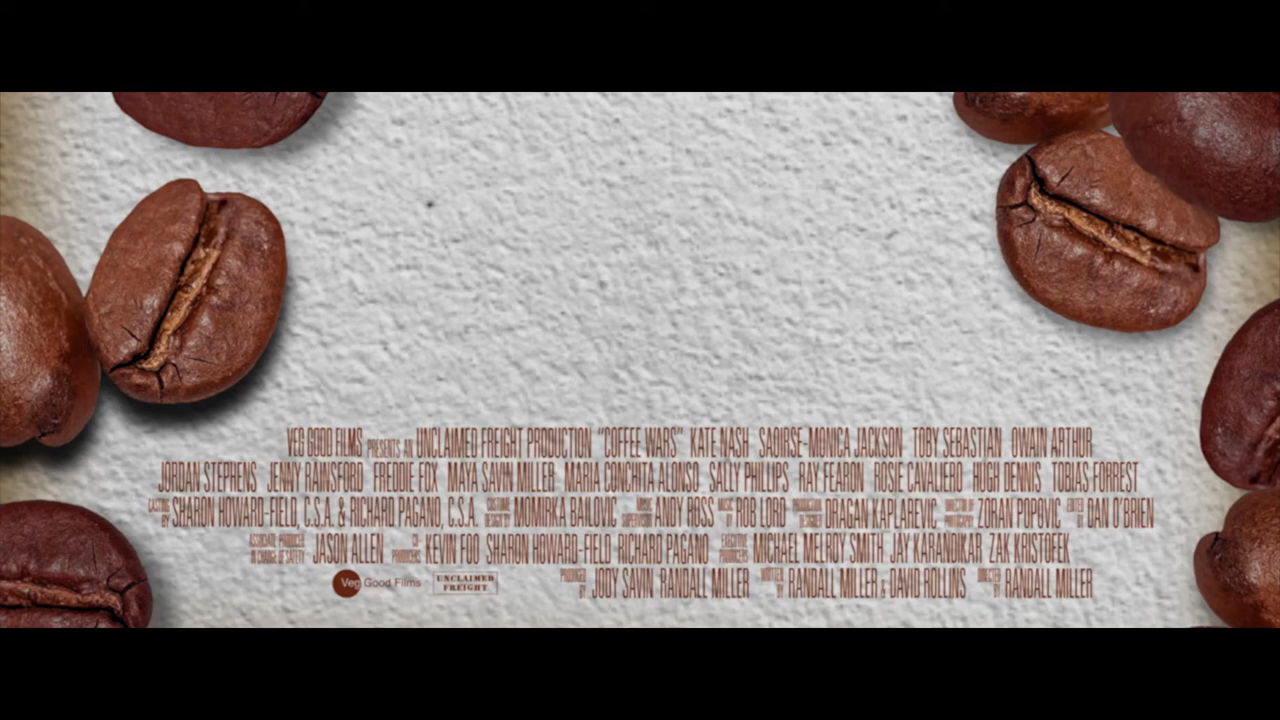 VEG GOOD FILMS PRESENTS AN UNCLAIMED FREIGHT PRODUCTION "COFFEE WARS" KATE NASH SAOIRSE-MONICA JACKSON TOBY SEBASTIAN OWAIN ARTHUR
JORDAN STEPHENS JENNY RAINSFORD FREDDIE FOX MAYA SAVIN MILLER MARIA CONCHITA ALONSO SALLY PHILLIPS RAY FEARON ROSIE CAVALIERO HUGH DENNIS TOBIAS FORREST
CASTING BY SHARON HOWARD-FIELD, C.S.A. & RICHARD PAGANO, C.S.A. COSTUME DESIGN BY MOMIRKA BAILOVIC MUSIC SUPERVISION ANDY ROSS MUSIC BY ROB LORD PRODUCTION DESIGNER DRAGAN KAPLAREVIC DIRECTOR OF PHOTOGRAPHY ZORAN POPOVIC EDITED BY DAN O'BRIEN
ASSOCIATE PRODUCER IN CHARGE OF SAFETY JASON ALLEN CO-PRODUCERS KEVIN FOO SHARON HOWARD-FIELD RICHARD PAGANO EXECUTIVE PRODUCERS MICHAEL MCELROY SMITH JAY KARANDIKAR ZAK KRISTOFEK
Veg Good Films UNCLAIMED FREIGHT PRODUCED BY JODY SAVIN RANDALL MILLER WRITTEN BY RANDALL MILLER & DAVID ROLLINS DIRECTED BY RANDALL MILLER